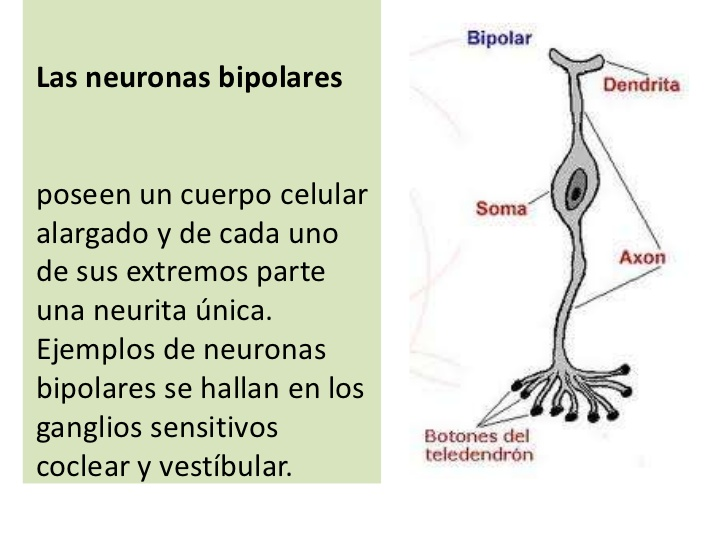 Las neuronas bipolares
poseen un cuerpo celular
alargado y de cada uno
de sus extremos parte
una neurita única.
Ejemplos de neuronas
bipolares se hallan en los
ganglios sensitivos
coclear y vestíbular.
Bipolar
Dendrita
Soma
Axon
Botones del
teledendrón